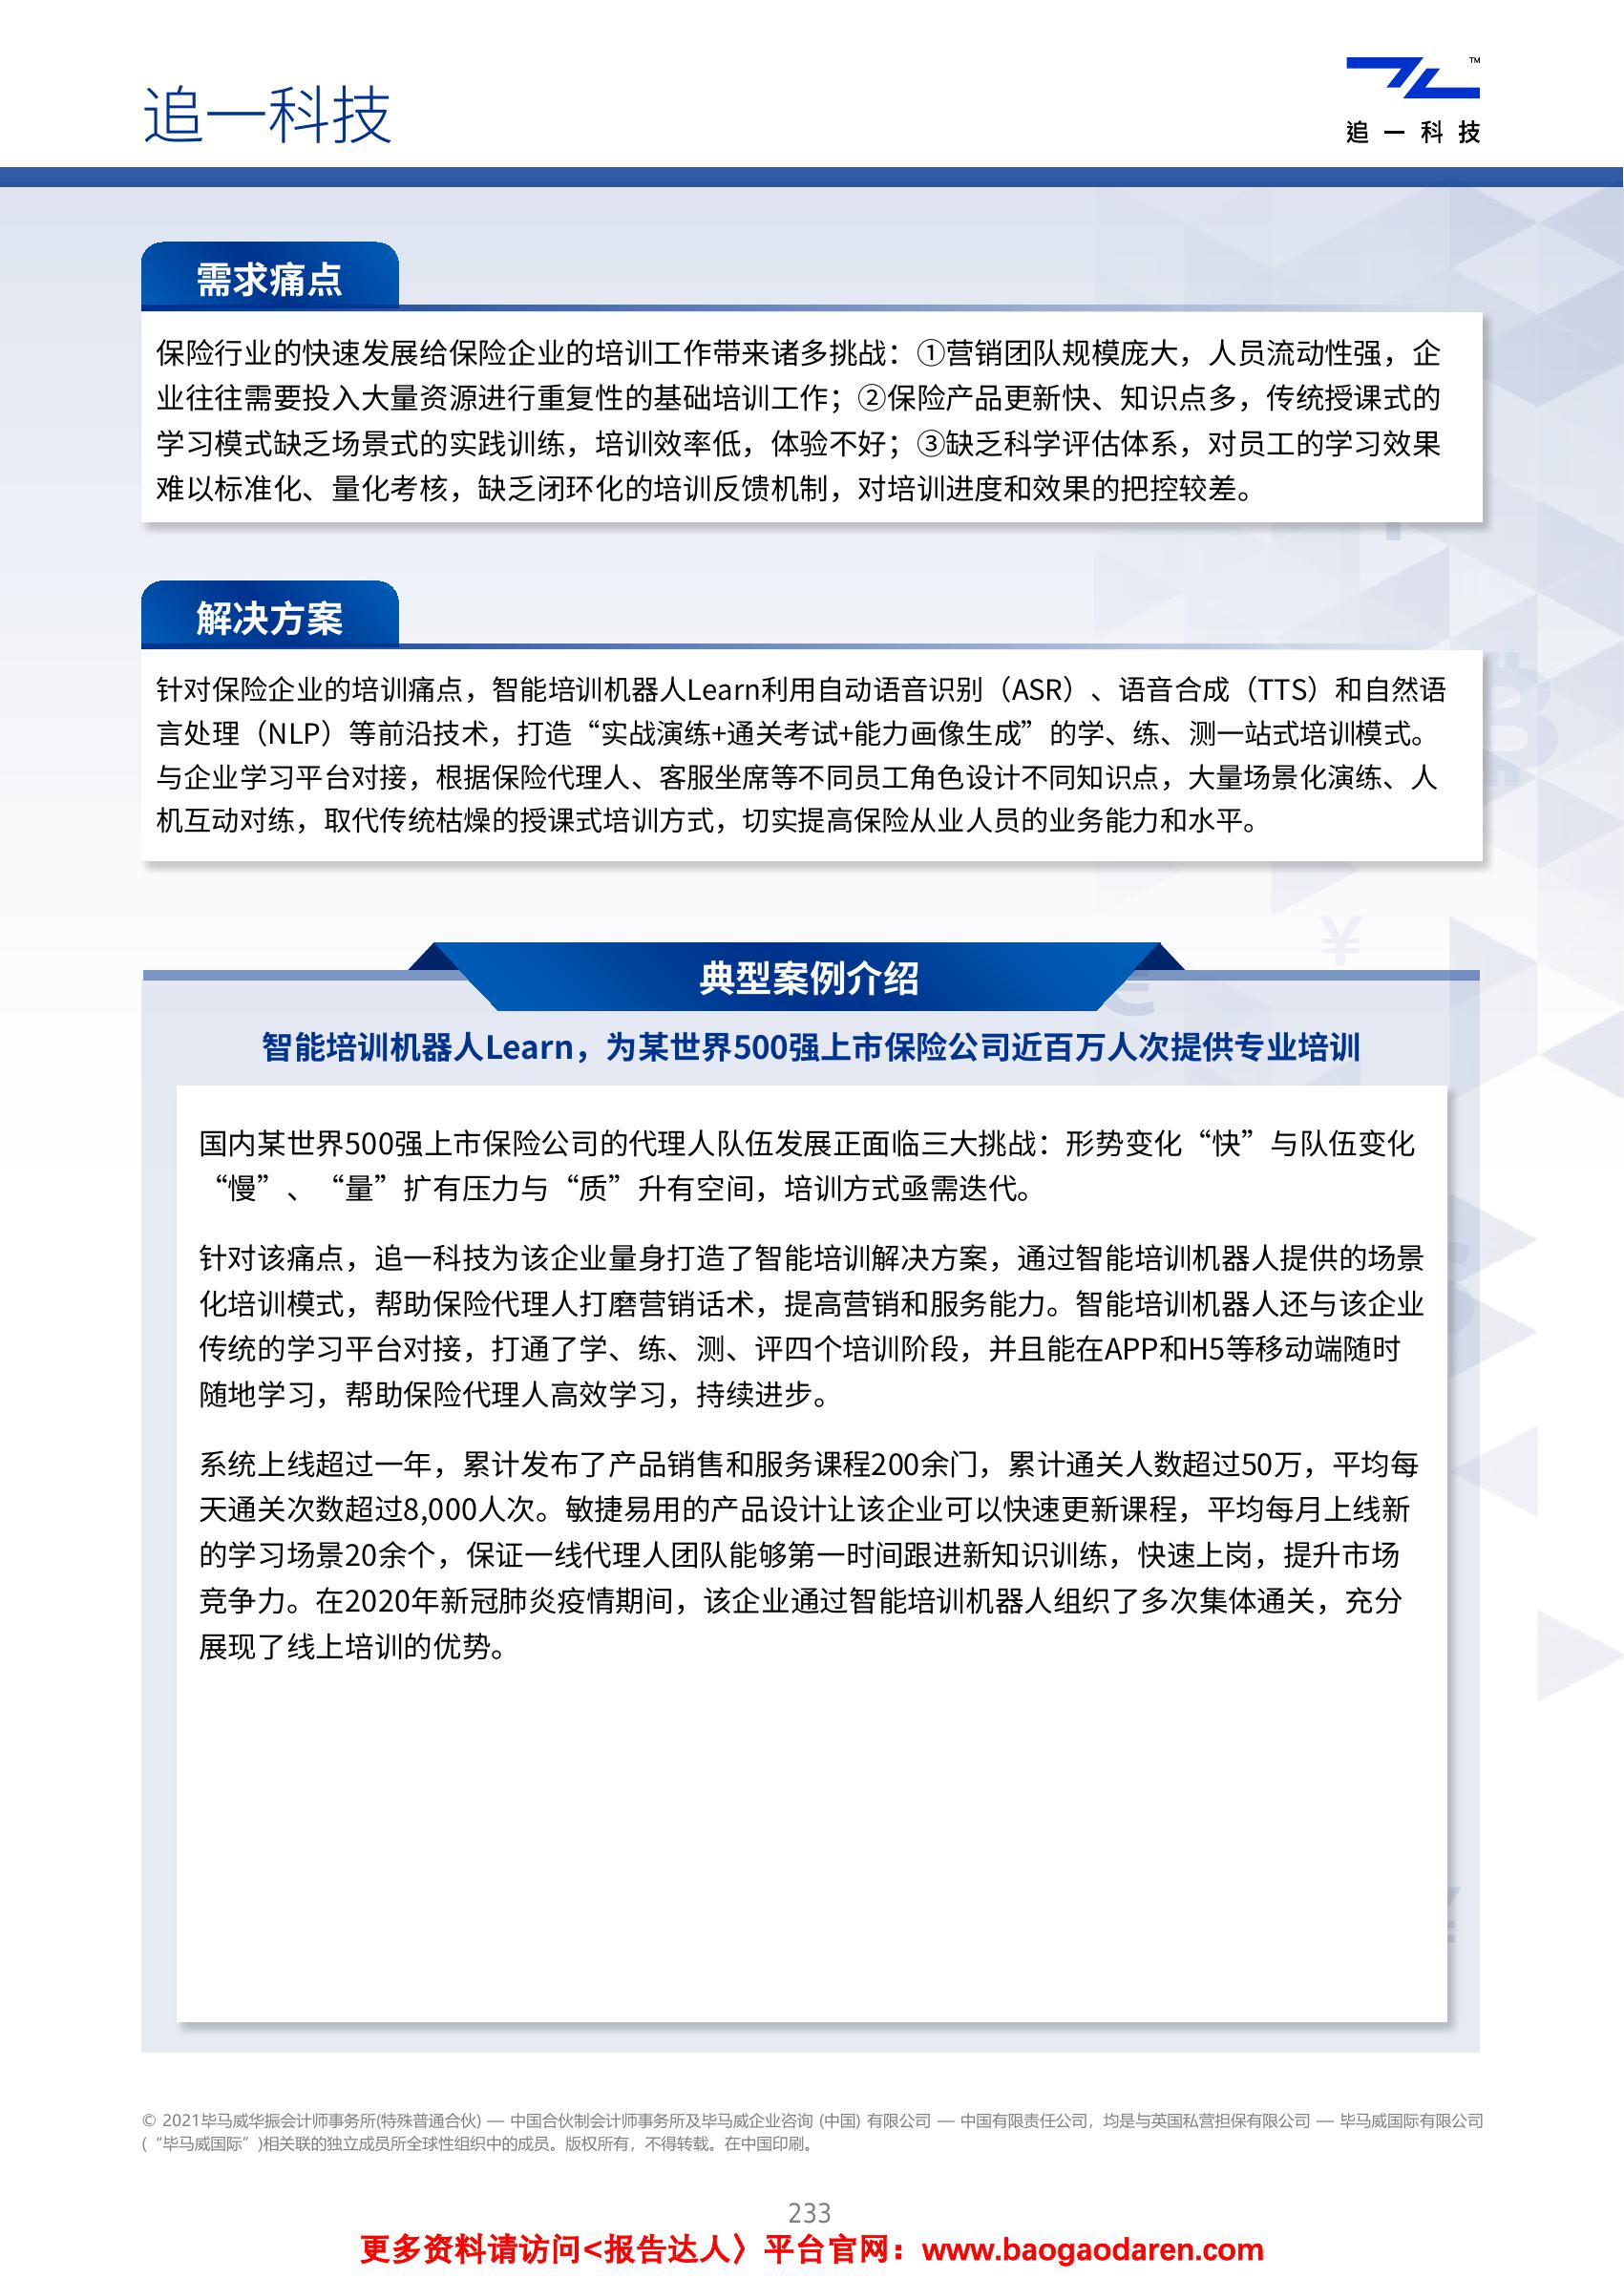 追一科技
TM
追一科技
需求痛点
保险行业的快速发展给保险企业的培训工作带来诸多挑战：①营销团队规模庞大，人员流动性强，企
业往往需要投入大量资源进行重复性的基础培训工作；②保险产品更新快、知识点多，传统授课式的
学习模式缺乏场景式的实践训练，培训效率低，体验不好；③缺乏科学评估体系，对员工的学习效果
难以标准化、量化考核，缺乏闭环化的培训反馈机制，对培训进度和效果的把控较差。
解决方案
针对保险企业的培训痛点，智能培训机器人Learn利用自动语音识别（ASR）、语音合成（TTS）和自然语
言处理（NLP）等前沿技术，打造“实战演练+通关考试+能力画像生成”的学、练、测一站式培训模式。
与企业学习平台对接，根据保险代理人、客服坐席等不同员工角色设计不同知识点，大量场景化演练、人
机互动对练，取代传统枯燥的授课式培训方式，切实提高保险从业人员的业务能力和水平。
典型案例介绍
智能培训机器人Learn，为某世界500强上市保险公司近百万人次提供专业培训
国内某世界500强上市保险公司的代理人队伍发展正面临三大挑战：形势变化“快”与队伍变化
“慢”、“量”扩有压力与“质”升有空间，培训方式亟需迭代。
针对该痛点，追一科技为该企业量身打造了智能培训解决方案，通过智能培训机器人提供的场景
化培训模式，帮助保险代理人打磨营销话术，提高营销和服务能力。智能培训机器人还与该企业
传统的学习平台对接，打通了学、练、测、评四个培训阶段，并且能在APP和H5等移动端随时
随地学习，帮助保险代理人高效学习，持续进步。
系统上线超过一年，累计发布了产品销售和服务课程200余门，累计通关人数超过50万，平均每
天通关次数超过8,000人次。敏捷易用的产品设计让该企业可以快速更新课程，平均每月上线新
的学习场景20余个，保证一线代理人团队能够第一时间跟进新知识训练，快速上岗，提升市场
竞争力。在2020年新冠肺炎疫情期间，该企业通过智能培训机器人组织了多次集体通关，充分
展现了线上培训的优势。
© 2021毕马威华振会计师事务所(特殊普通合伙) — 中国合伙制会计师事务所及毕马威企业咨询 (中国) 有限公司 — 中国有限责任公司，均是与英国私营担保有限公司 — 毕马威国际有限公司
(“毕马威国际”)相关联的独立成员所全球性组织中的成员。版权所有，不得转载。在中国印刷。
233
更多资料请访问<报告达人〉平台官网：www.baogaodaren.com